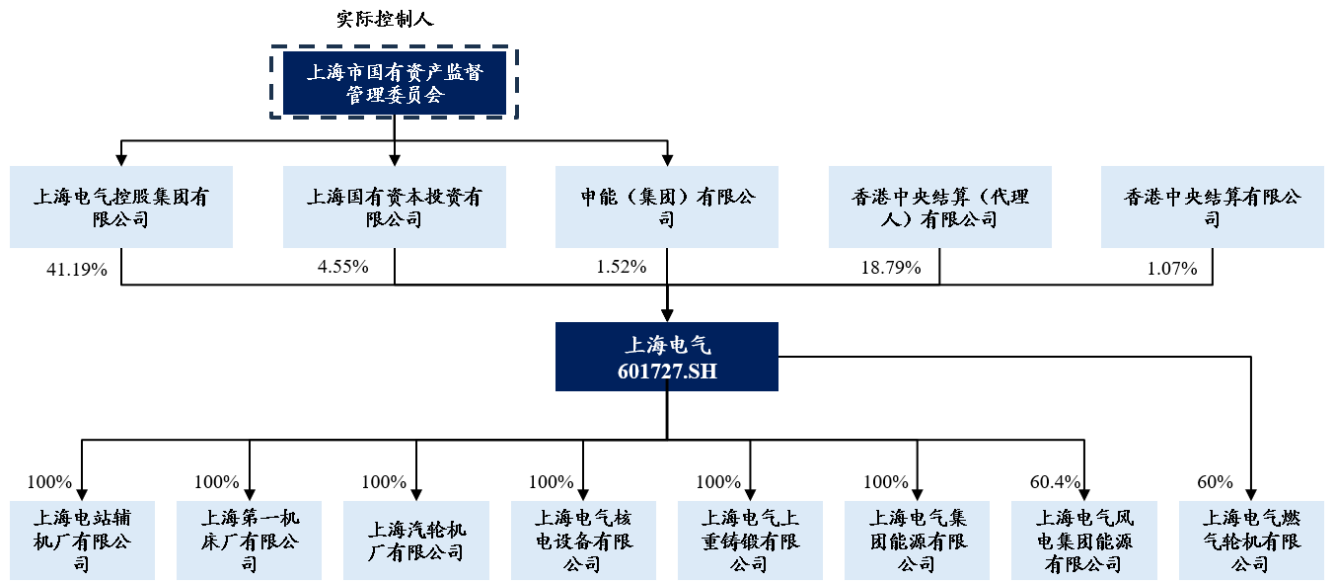 实际控制人
上海市国有资产监督
管理委员会
上海电气控股集团有
限公司
上海国有资本投资有
限公司
申能（集团）有限公
司
香港中央结算（代理
人）有限公司
香港中央结算有限公
司
41.19%
4.55%
1.52%
18.79%
1.07%
上海电气
601727.SH
100%
100%
100%
100%
100%
100%
60.4%
60%
上海电站辅
机厂有限公
司
上海第一机
床厂有限公
司
上海汽轮机
厂有限公司
上海电气核
电设备有限
公司
上海电气上
重铸锻有限
公司
上海电气集
团能源有限
公司
上海电气风
电集团能源
有限公司
上海电气燃
气轮机有限
公司